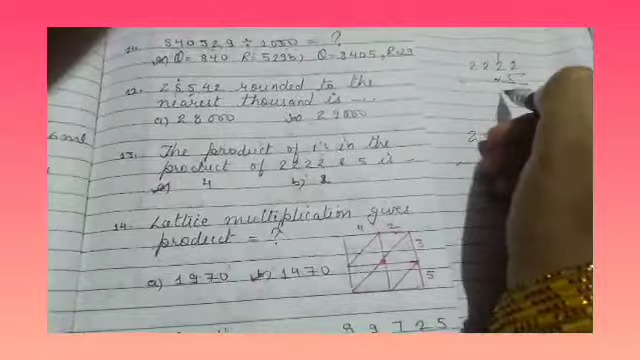 11. 840529 ÷ 1000 = ?
a) Q = 840 R = 529 b) Q = 8405, R = 29
12. 28542 rounded to the
nearest thousand is ....
a) 28000 b) 29000
13. The product of 1's in the
product of 2222 & 5 is -
a) 4 b) 1
14. Lattice multiplication gives
product = ?
a) 1970 b) 1470
4 2
3
5
89725
2222
5